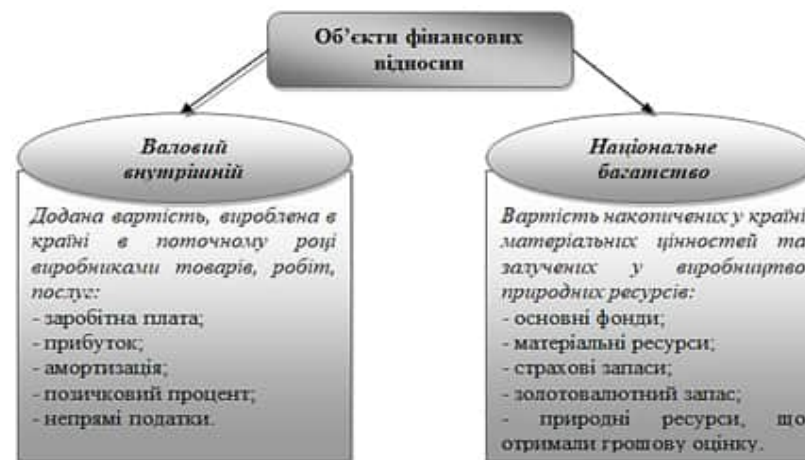 Об’єкти фінансових
відносин
Валовий
внутрішній
Додана вартість, вироблена в
країні в поточному році
виробниками товарів, робіт,
послуг:
- заробітна плата;
- прибуток;
- амортизація;
- позичковий процент;
- непрямі податки.
Національне
багатство
Вартість накопичених у країні
матеріальних цінностей та
залучених у виробництво
природних ресурсів:
- основні фонди;
- матеріальні ресурси;
- страхові запаси;
- золотовалютний запас;
- природні ресурси, що
отримали грошову оцінку.